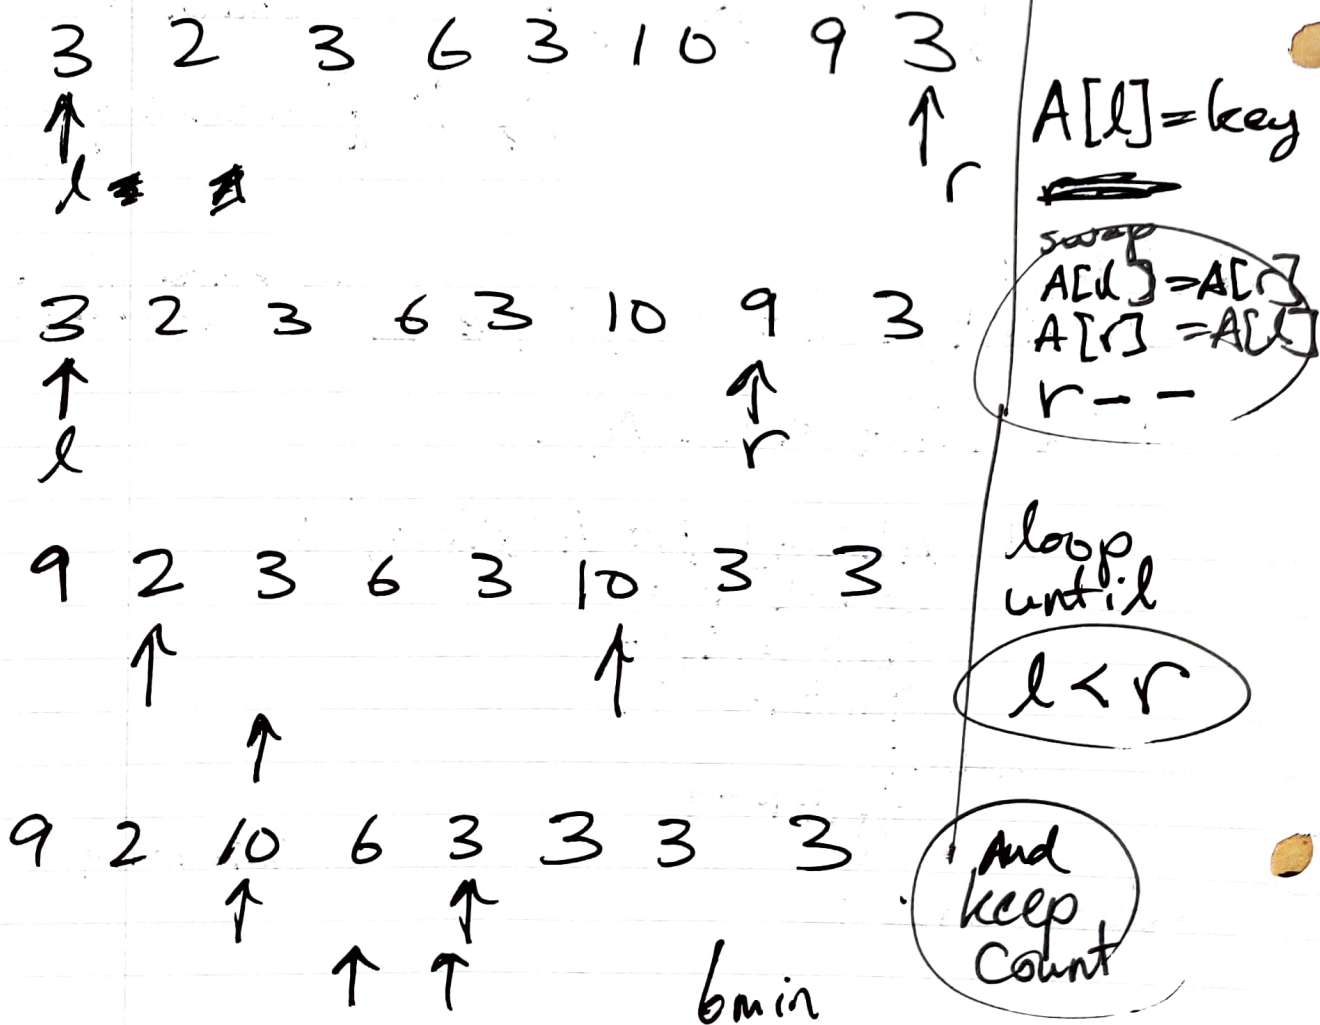 3 2 3 6 3 10 9 3
l r
3 2 3 6 3 10 9 3
l r
9 2 3 6 3 10 3 3
9 2 10 6 3 3 3 3
6min
A[l]=key
swap
A[l]=A[r]
A[r]=A[l]
r--
loop
until
l<r
And
keep
count